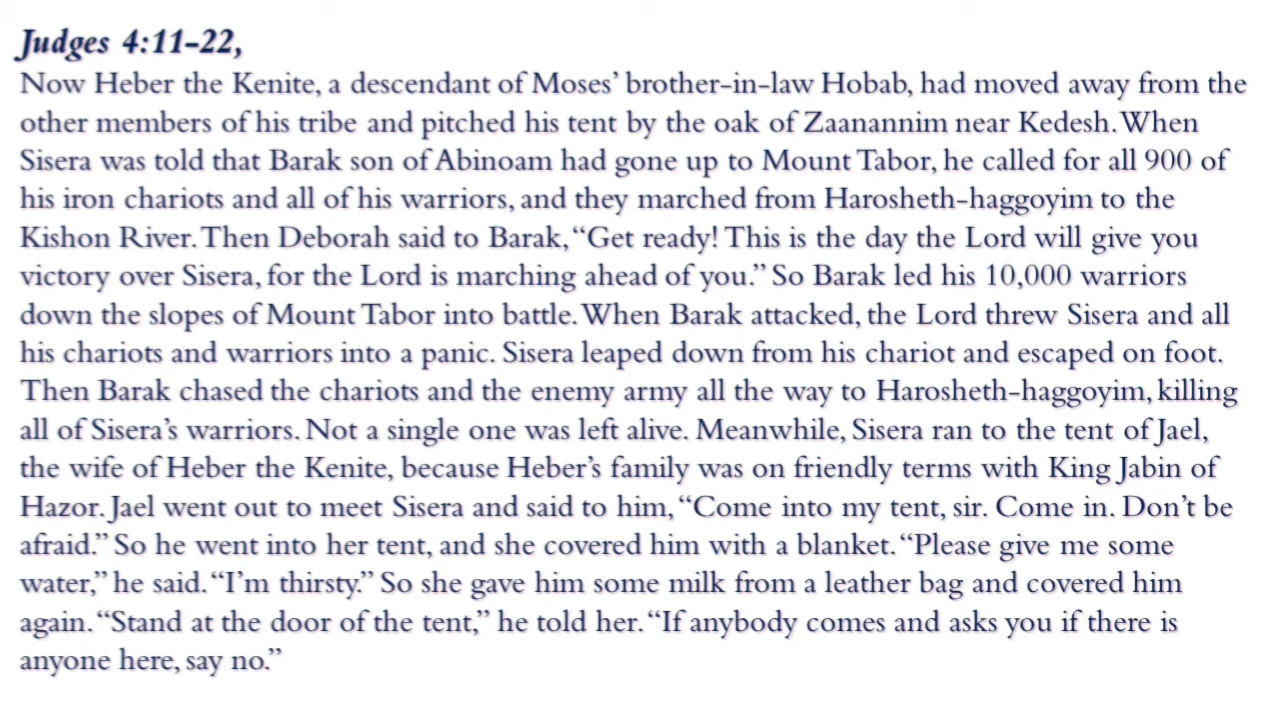 Judges 4:11-22,
Now Heber the Kenite, a descendant of Moses’ brother-in-law Hobab, had moved away from the
other members of his tribe and pitched his tent by the oak of Zaanannim near Kedesh. When
Sisera was told that Barak son of Abinoam had gone up to Mount Tabor, he called for all 900 of
his iron chariots and all of his warriors, and they marched from Harosheth-haggoyim to the
Kishon River. Then Deborah said to Barak, “Get ready! This is the day the Lord will give you
victory over Sisera, for the Lord is marching ahead of you.” So Barak led his 10,000 warriors
down the slopes of Mount Tabor into battle. When Barak attacked, the Lord threw Sisera and all
his chariots and warriors into a panic. Sisera leaped down from his chariot and escaped on foot.
Then Barak chased the chariots and the enemy army all the way to Harosheth-haggoyim, killing
all of Sisera’s warriors. Not a single one was left alive. Meanwhile, Sisera ran to the tent of Jael,
the wife of Heber the Kenite, because Heber’s family was on friendly terms with King Jabin of
Hazor. Jael went out to meet Sisera and said to him, “Come into my tent, sir. Come in. Don’t be
afraid.” So he went into her tent, and she covered him with a blanket. “Please give me some
water,” he said. “I’m thirsty.” So she gave him some milk from a leather bag and covered him
again. “Stand at the door of the tent,” he told her. “If anybody comes and asks you if there is
anyone here, say no.”